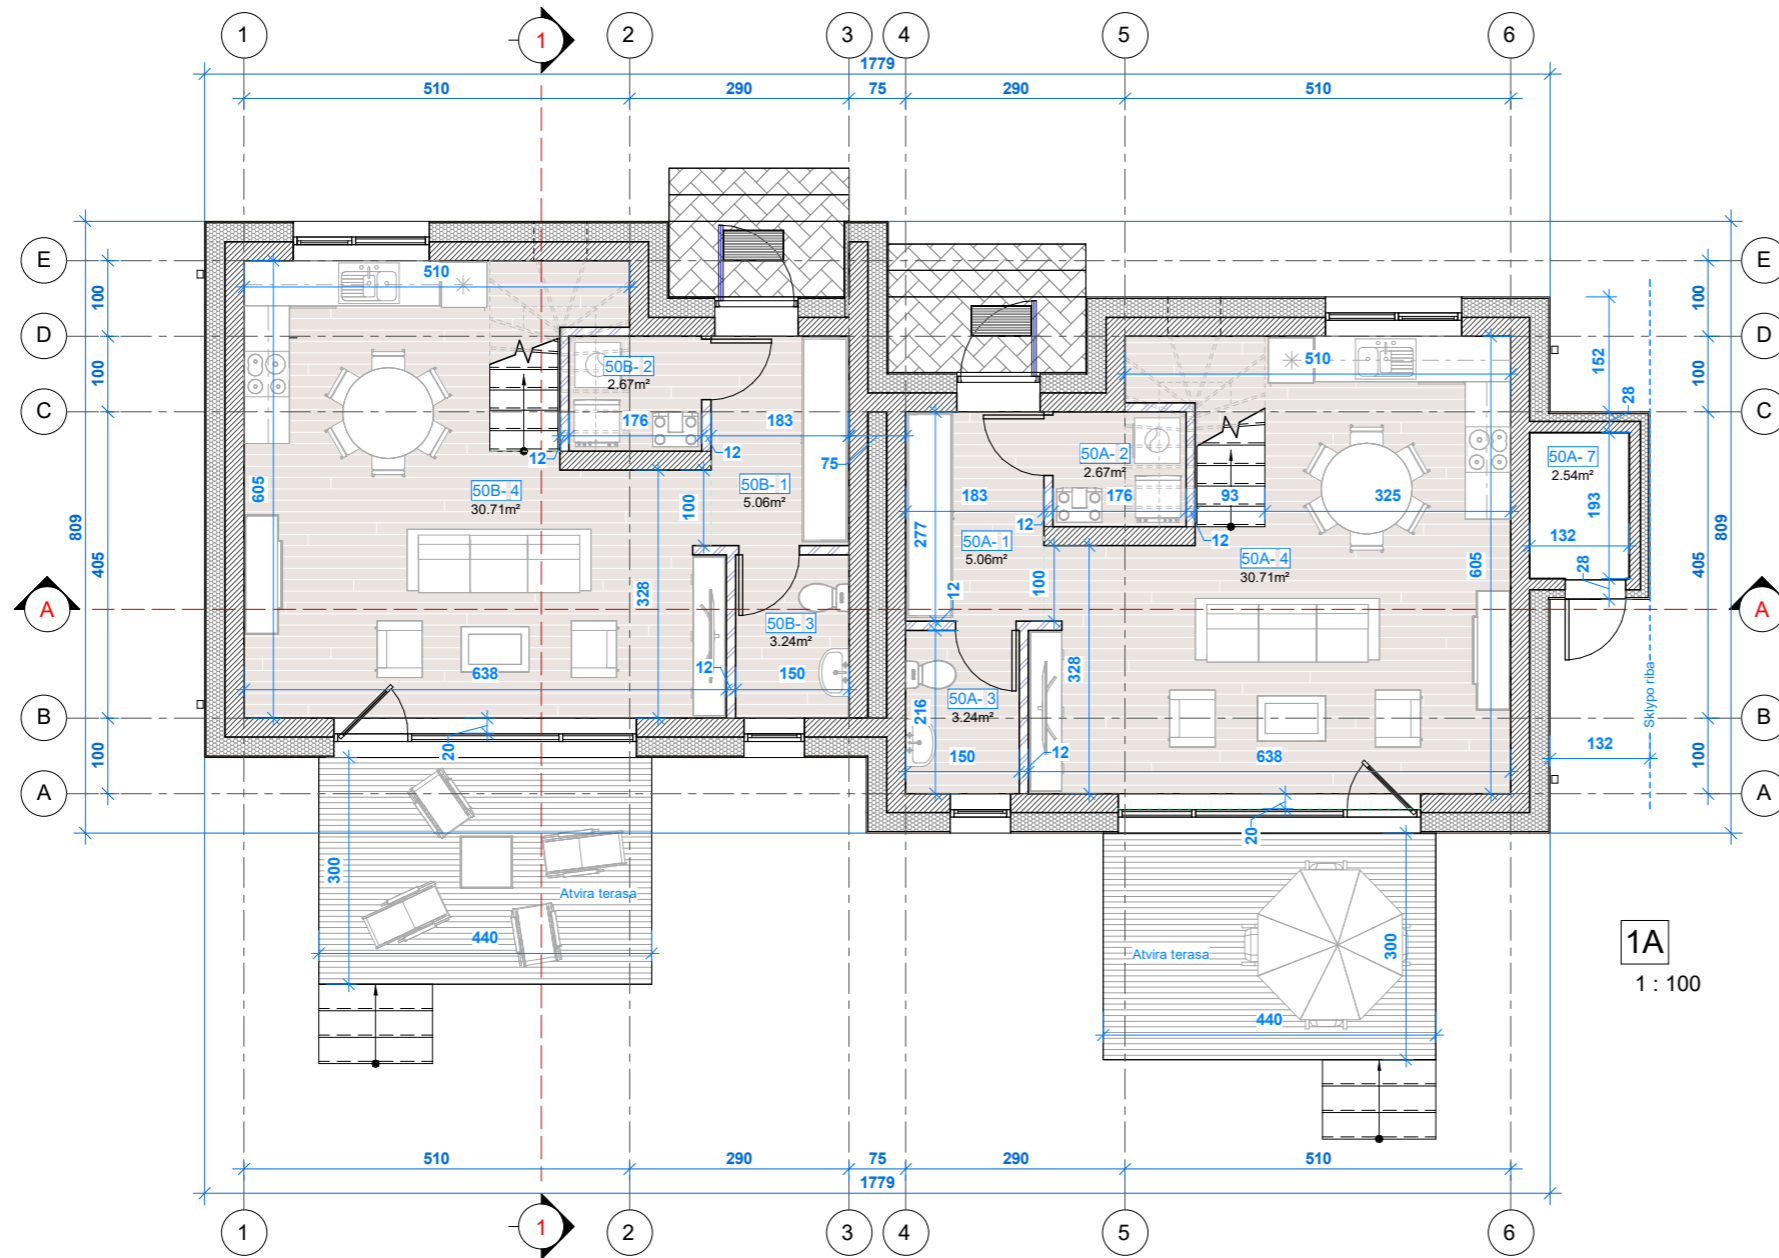 1
1
2
3
4
5
6
1779
510
290
75
290
510
809
E
100
D
100
C
405
A
B
100
A
510
605
50B- 2
2.67m²
176
183
12
12
75
50B- 4
30.71m²
50B- 1
5.06m²
100
328
50B- 3
3.24m²
638
12
150
20
300
Atvira terasa
440
510
50A- 2
2.67m²
183
176
93
325
12
12
277
50A- 1
5.06m²
50A- 4
30.71m²
100
605
12
328
50A- 3
3.24m²
216
150
12
638
20
Atvira terasa
300
440
152
28
50A- 7
2.54m²
193
132
28
Sklypo riba
132
E
100
D
100
C
405
809
A
B
100
A
1A
1 : 100
510
290
75
290
510
1779
1
1
2
3
4
5
6